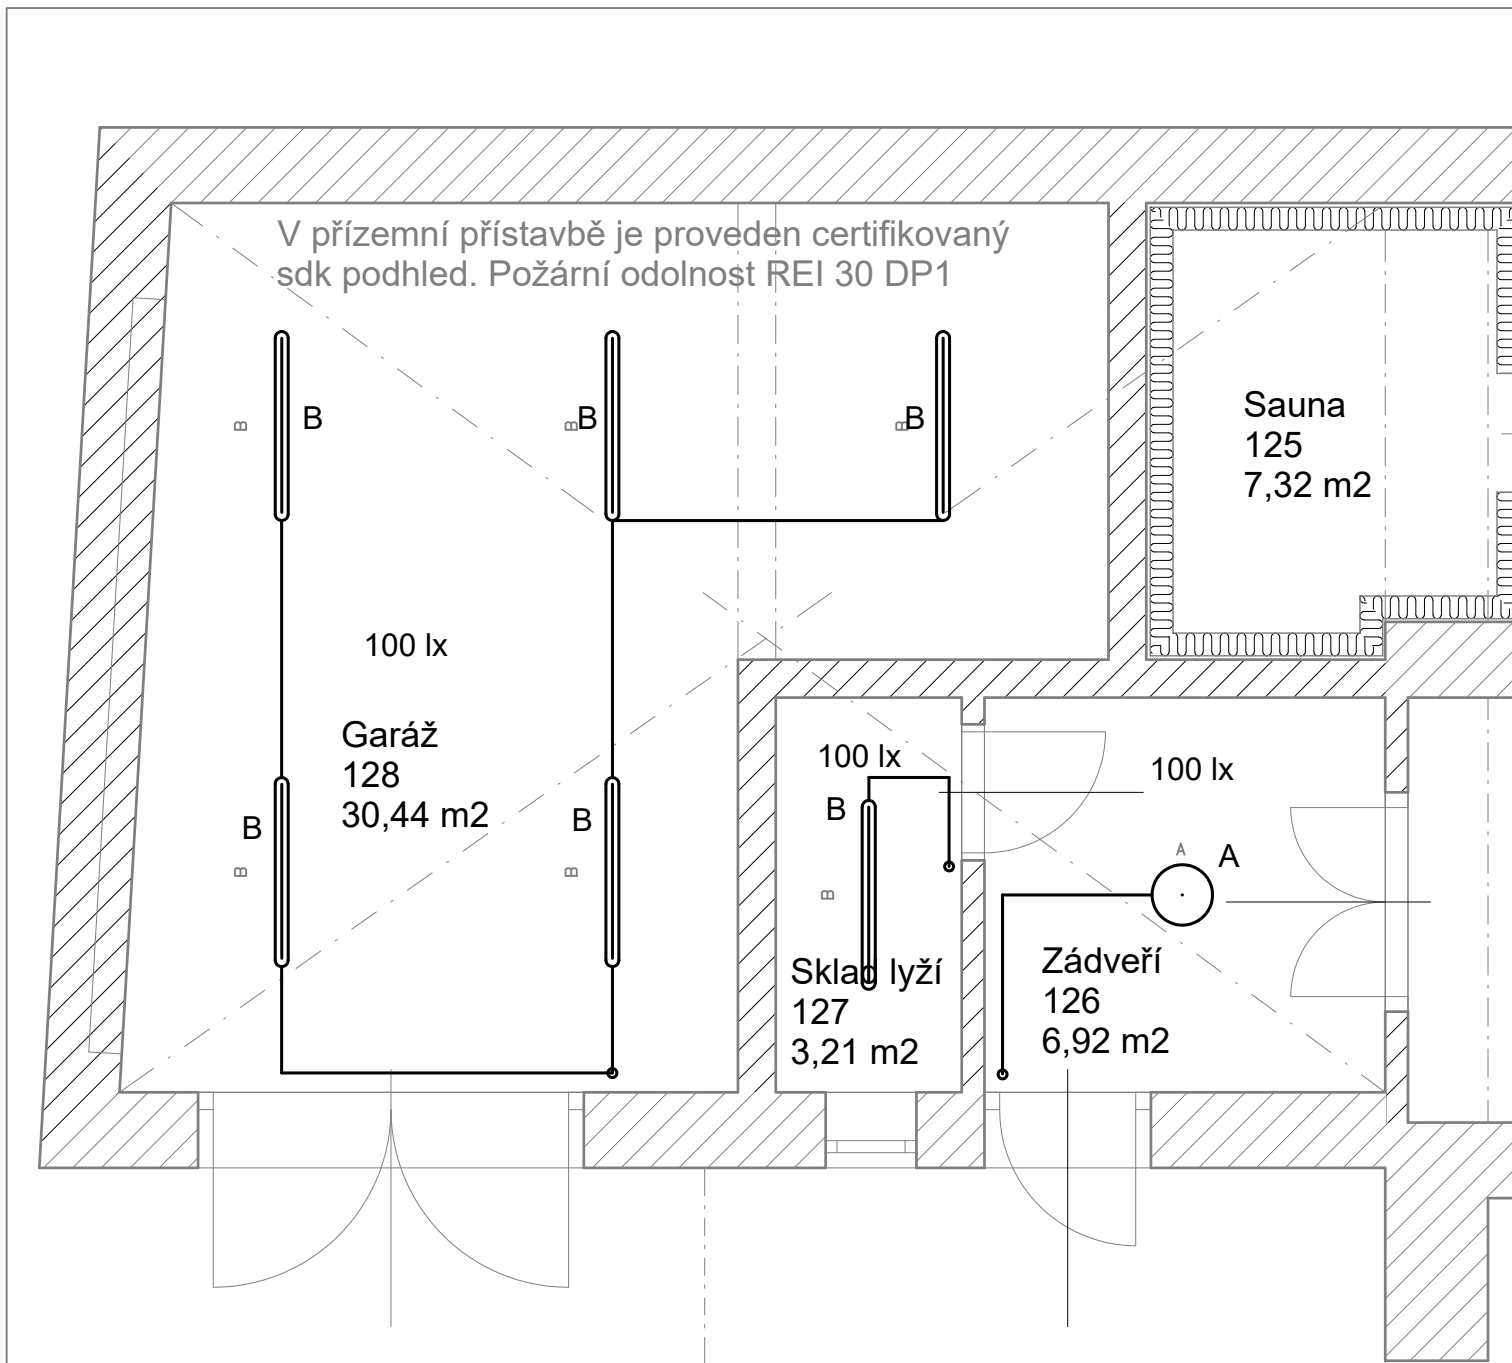 V přízemní přístavbě je proveden certifikovaný
sdk podhled. Požární odolnost REI 30 DP1
B
B
B
B
B
B
Sauna
125
7,32 m2
100 lx
Garáž
128
30,44 m2
100 lx
100 lx
B
B
B
B
B
B
A
A
Sklad lyží
127
3,21 m2
Zádveří
126
6,92 m2